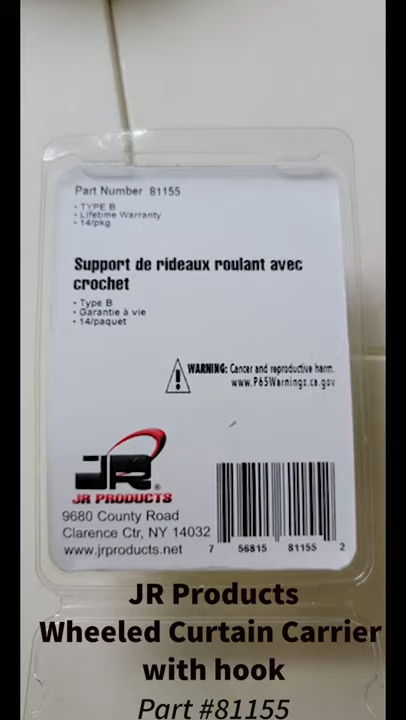 Part Number 81155
• TYPE B
• Lifetime Warranty
• 14/pkg.
Support de rideaux roulant avec
crochet
• Type B
• Garantie à vie
• 14/paquet
WARNING: Cancer and reproductive harm.
www.P65Warnings.ca.gov
JR
®
JR PRODUCTS
9680 County Road
Clarence Ctr, NY 14032
www.jrproducts.net
7 56815 81155 2
JR Products
Wheeled Curtain Carrier
with hook
Part #81155